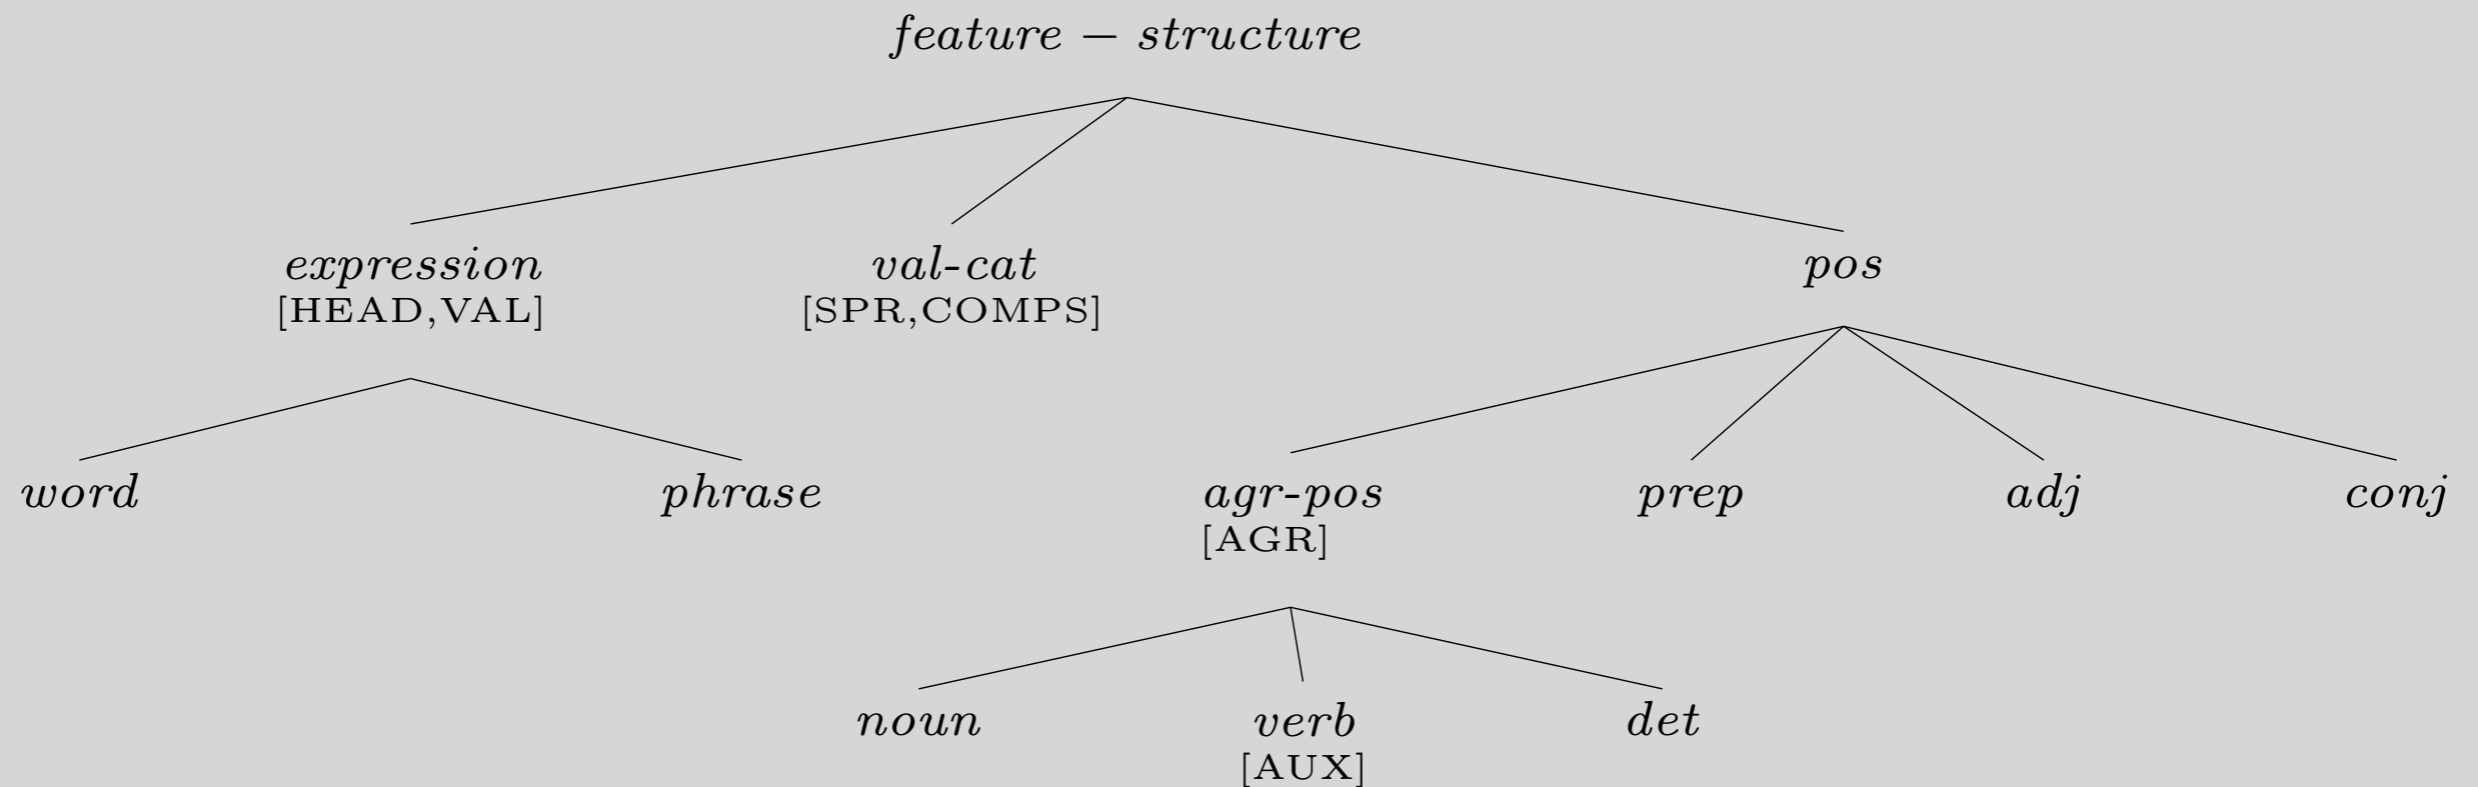 feature − structure
expression val-cat pos
[HEAD,VAL] [SPR,COMPS]
word phrase agr-pos prep adj conj
[AGR]
noun verb det
[AUX]